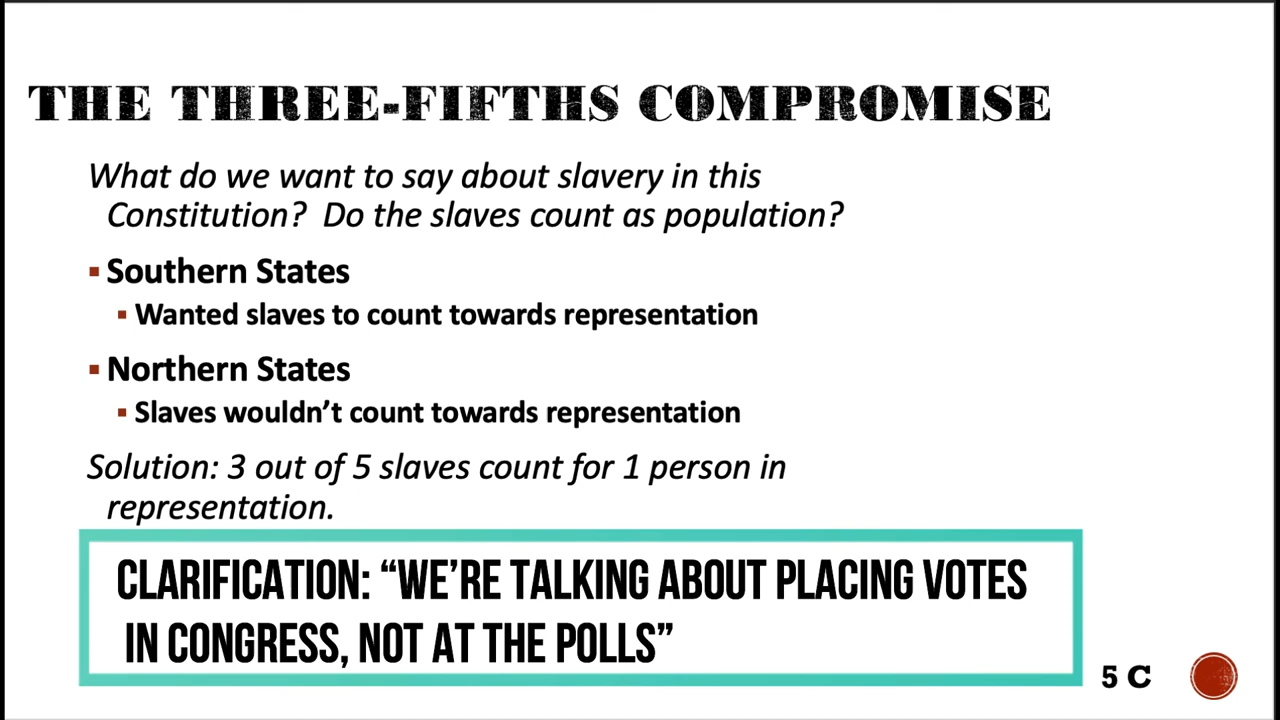 THE THREE-FIFTHS COMPROMISE
What do we want to say about slavery in this
Constitution? Do the slaves count as population?
▪ Southern States
▪ Wanted slaves to count towards representation
▪ Northern States
▪ Slaves wouldn’t count towards representation
Solution: 3 out of 5 slaves count for 1 person in
representation.
CLARIFICATION: “WE’RE TALKING ABOUT PLACING VOTES
IN CONGRESS, NOT AT THE POLLS”
5 C